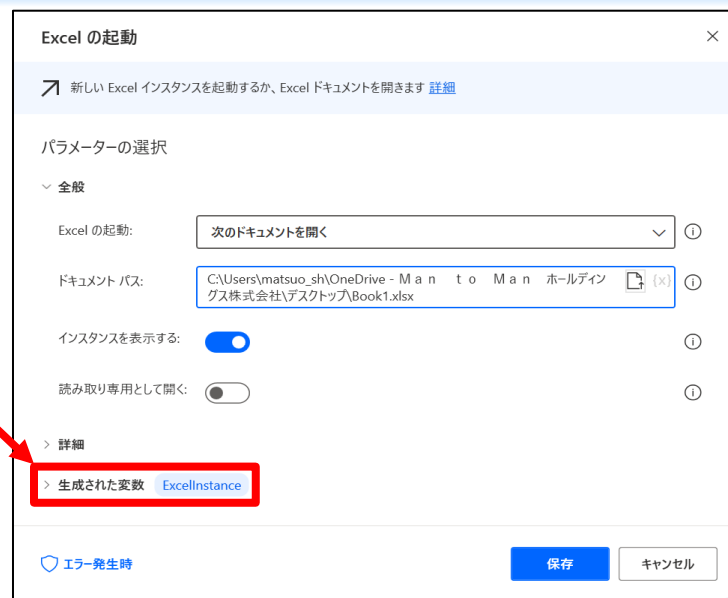 Excel の起動
新しい Excel インスタンスを起動するか、Excel ドキュメントを開きます 詳細
パラメーターの選択
全般
Excel の起動:
次のドキュメントを開く
ドキュメント パス:
C:\Users\matsuo_sh\OneDrive - Ｍａｎ　ｔｏ　Ｍａｎ　ホールディン
グス株式会社\デスクトップ\Book1.xlsx
{x}
インスタンスを表示する:
読み取り専用として開く:
詳細
生成された変数 ExcelInstance
エラー発生時
保存
キャンセル